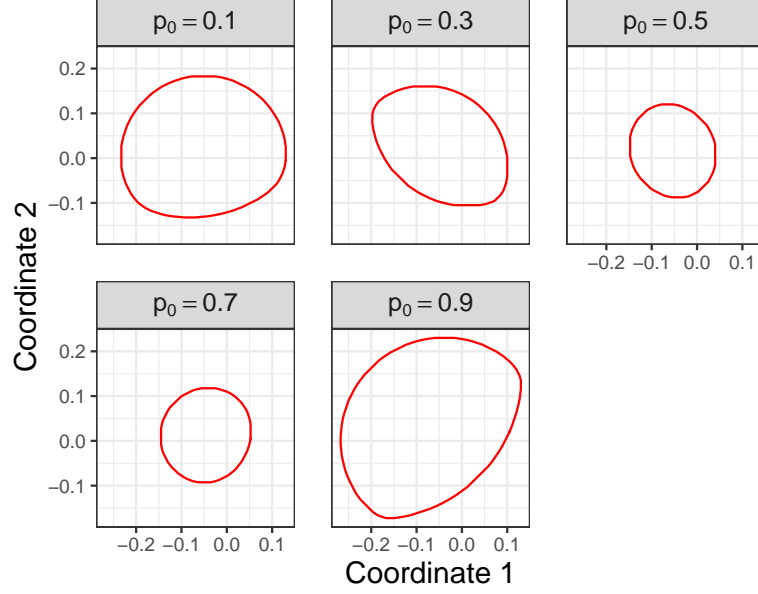 p₀ = 0.1
p₀ = 0.3
p₀ = 0.5
0.2
0.1
0.0
−0.1
−0.2 −0.1 0.0 0.1
Coordinate 2
p₀ = 0.7
p₀ = 0.9
0.2
0.1
0.0
−0.1
−0.2 −0.1 0.0 0.1
−0.2 −0.1 0.0 0.1
Coordinate 1